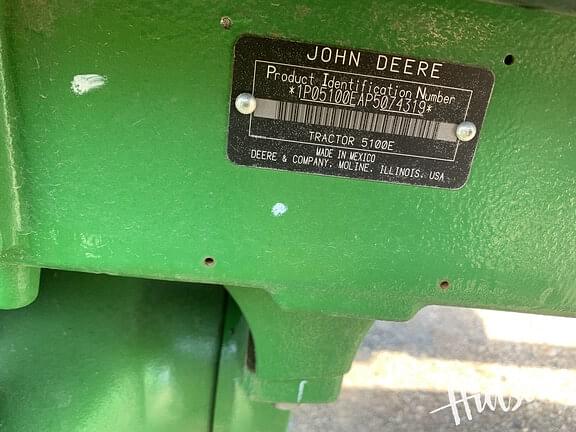 JOHN DEERE
Product Identification Number
*1P05100EAP5074319*
TRACTOR 5100E
MADE IN MEXICO
DEERE & COMPANY, MOLINE, ILLINOIS, USA